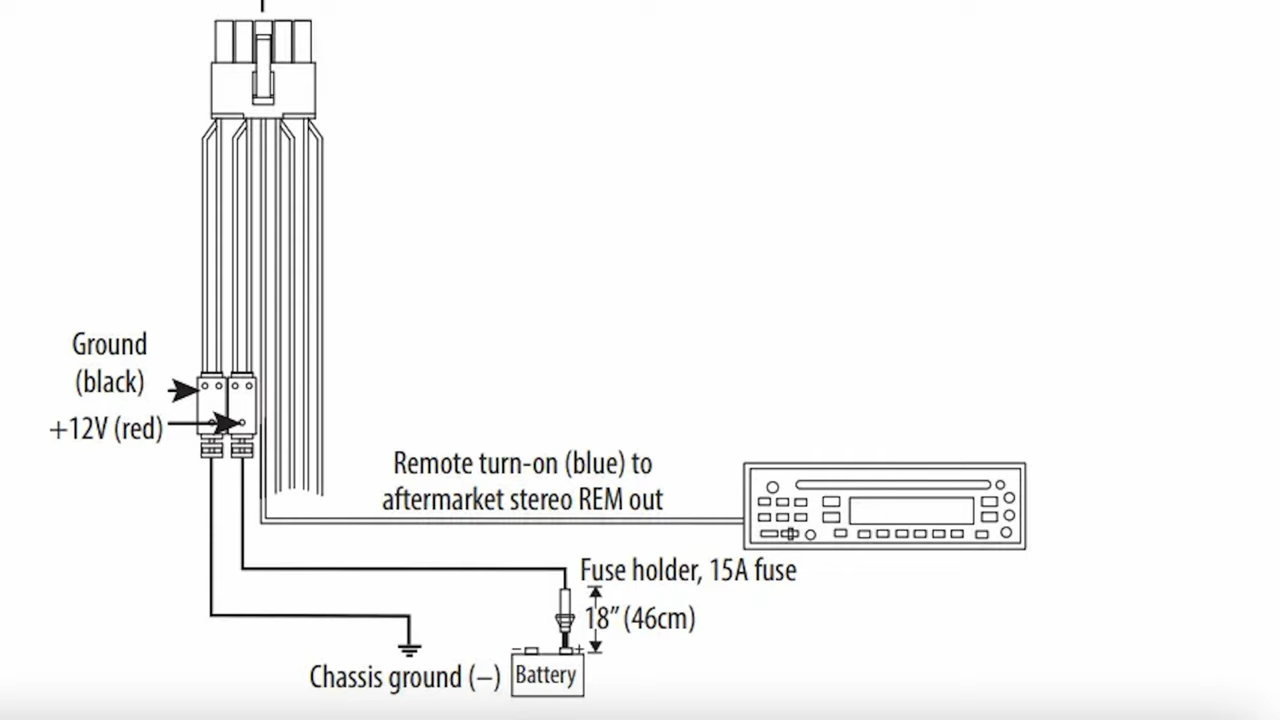 Ground
(black)
+12V (red)
Remote turn-on (blue) to
aftermarket stereo REM out
Fuse holder, 15A fuse
18” (46cm)
Chassis ground (–)
– +
Battery